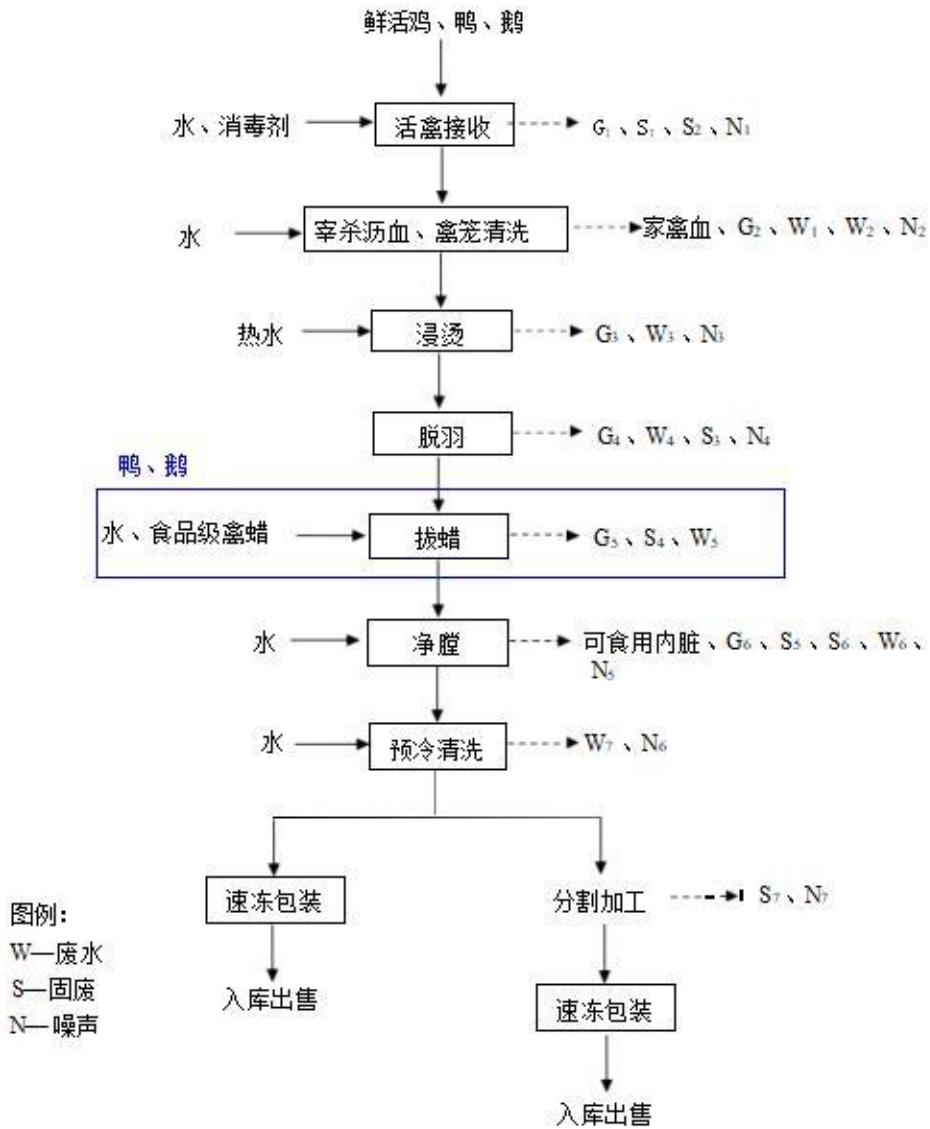 鲜活鸡、鸭、鹅
水、消毒剂
活禽接收
G₁、S₁、S₂、N₁
水
宰杀沥血、禽笼清洗
家禽血、G₂、W₁、W₂、N₂
热水
浸烫
G₃、W₃、N₃
脱羽
G₄、W₄、S₃、N₄
鸭、鹅
水、食品级禽蜡
拔蜡
G₅、S₄、W₅
水
净膛
可食用内脏、G₆、S₅、S₆、W₆、
N₅
水
预冷清洗
W₇、N₆
速冻包装
分割加工
S₇、N₇
图例:
W—废水
S—固废
N—噪声
入库出售
速冻包装
入库出售